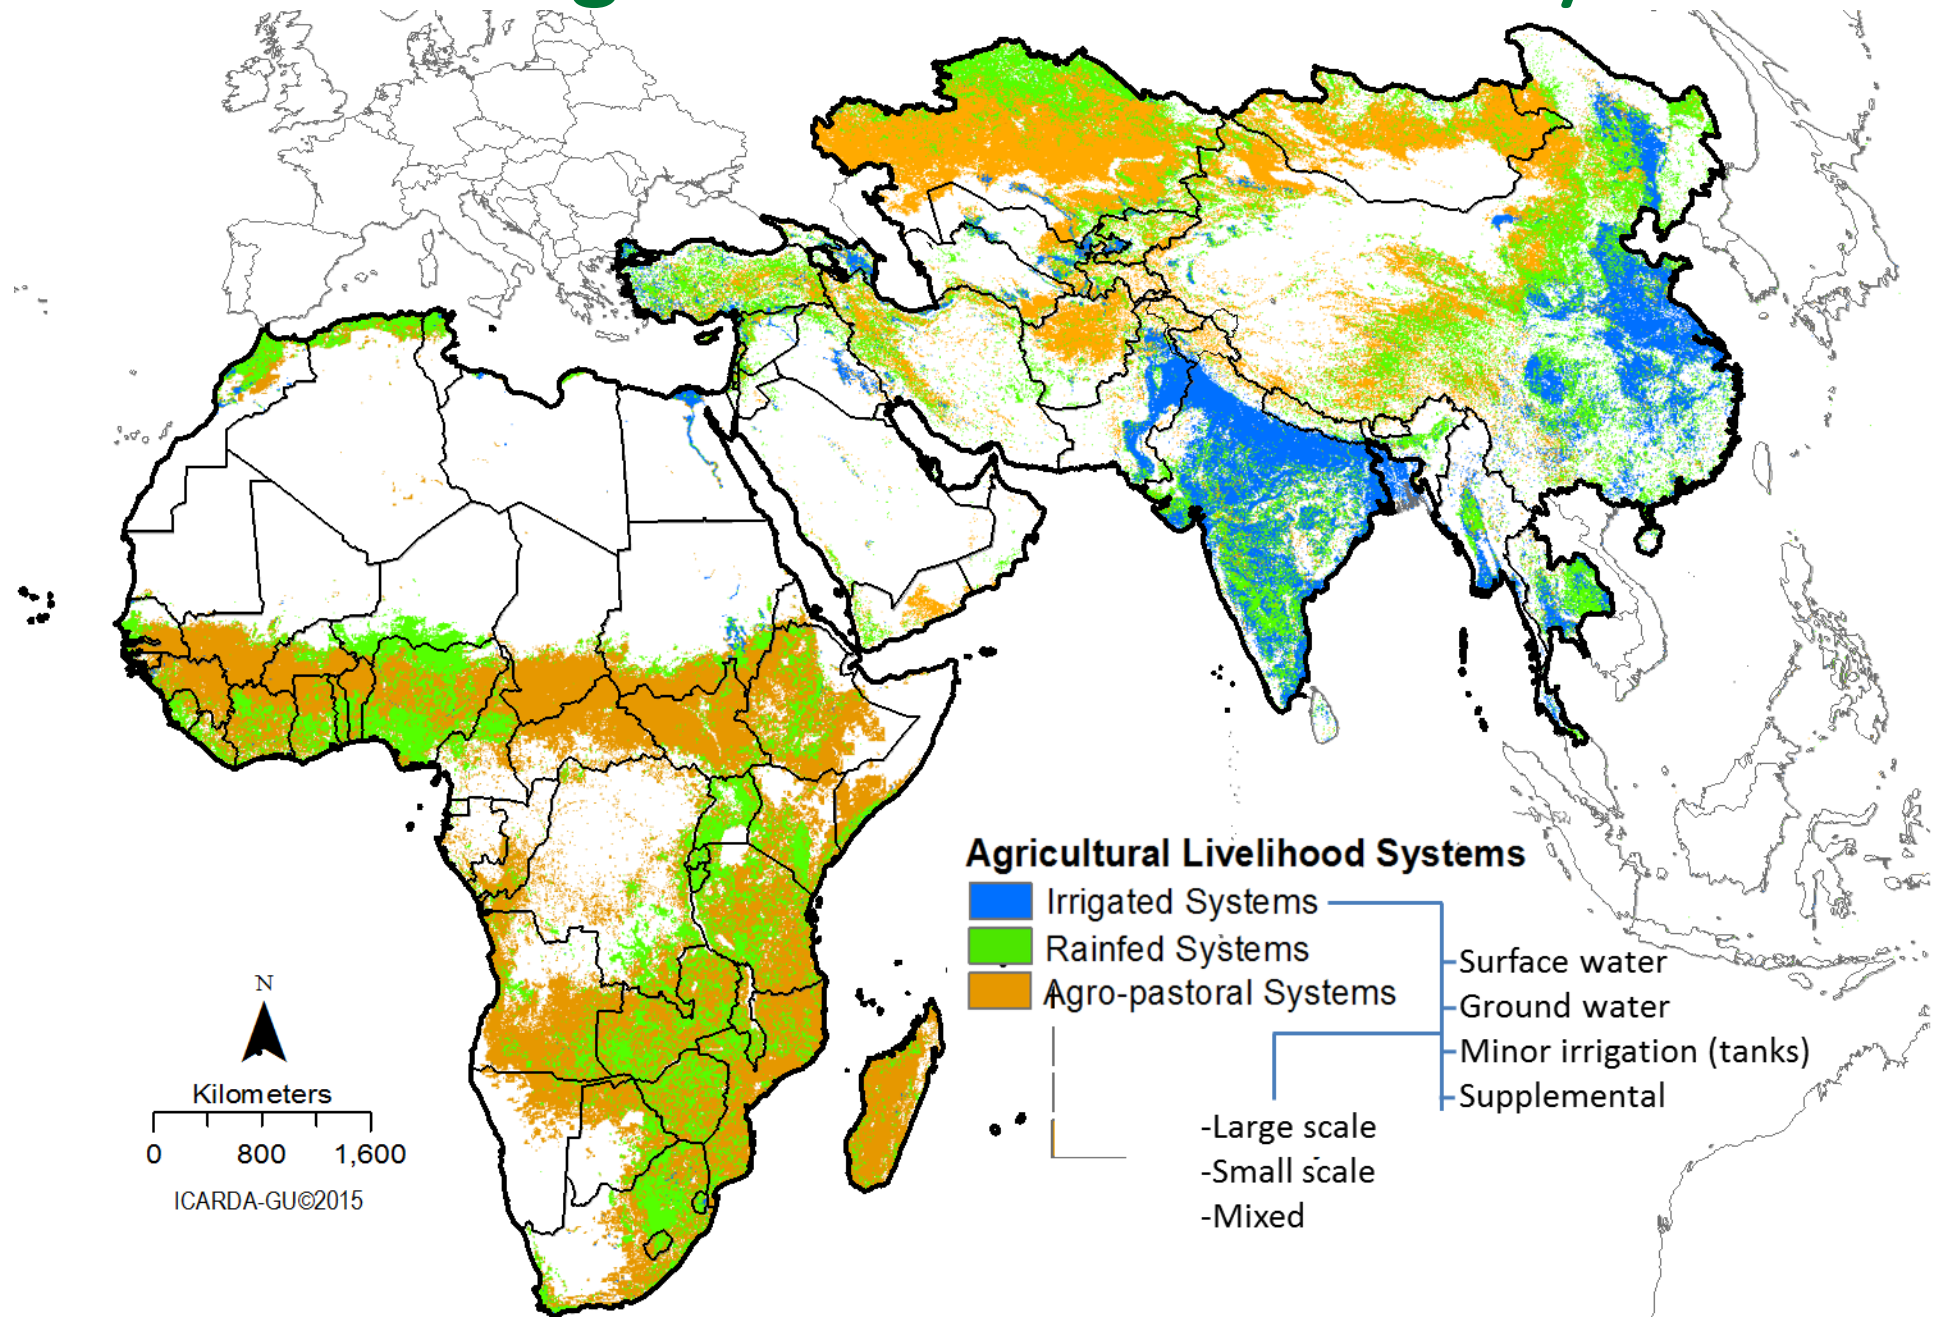 Agricultural Livelihood Systems
Irrigated Systems
Rainfed Systems
Agro-pastoral Systems
Surface water
Ground water
Minor irrigation (tanks)
Supplemental
-Large scale
-Small scale
-Mixed
N
Kilometers
0 800 1,600
ICARDA-GU©2015